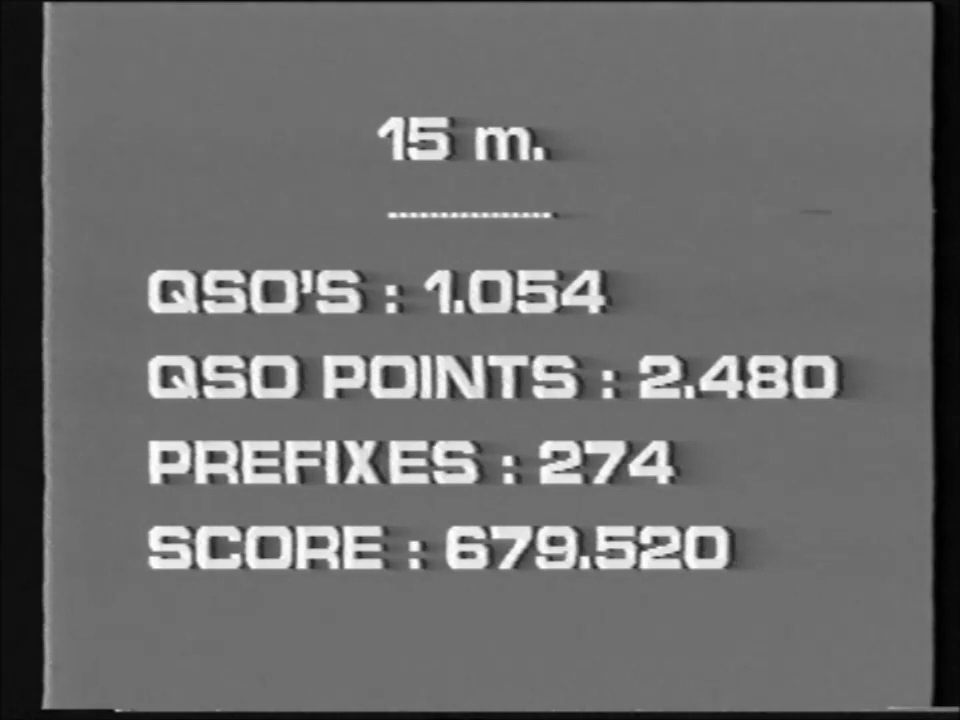 15 m.
---------------
QSO'S : 1.054
QSO POINTS : 2.480
PREFIXES : 274
SCORE : 679.520